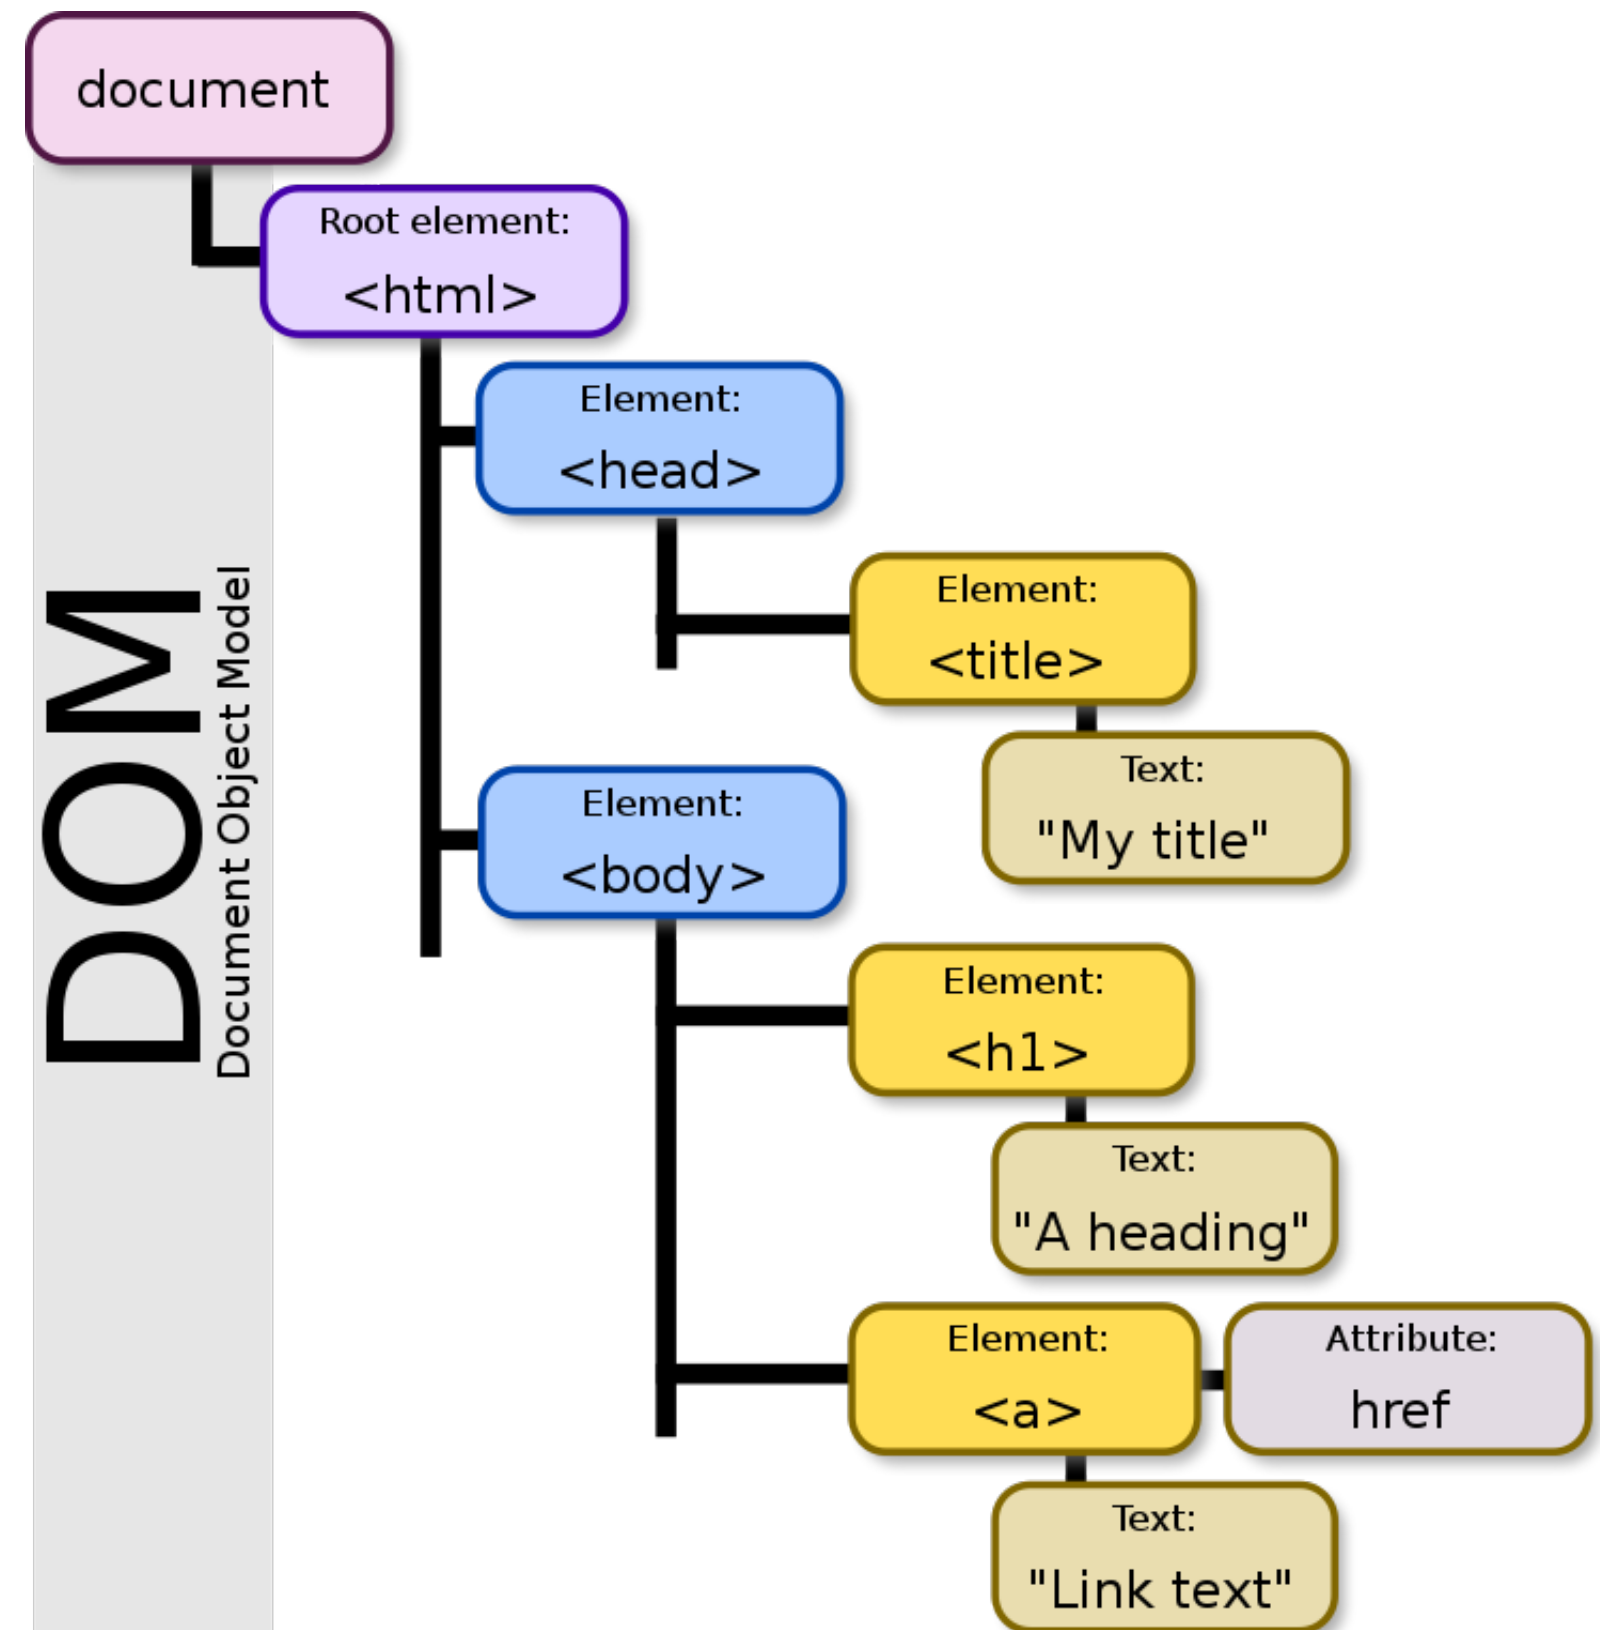 document
Root element:
<html>
Element:
<head>
Element:
<title>
Text:
"My title"
Element:
<body>
Element:
<h1>
Text:
"A heading"
Element:
<a>
Attribute:
href
Text:
"Link text"
DOM
Document Object Model